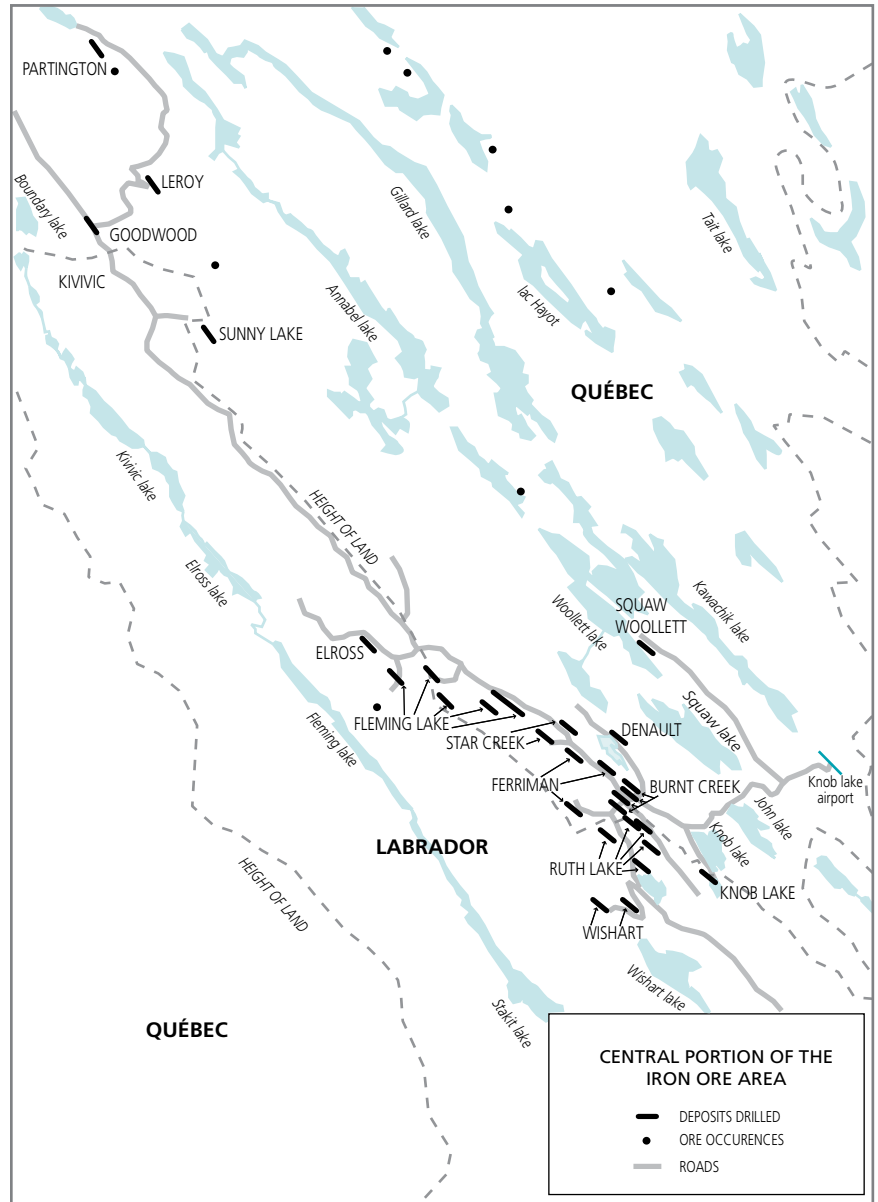 PARTINGTON
LEROY
Boundary lake
GOODWOOD
KIVIVIC
SUNNY LAKE
Gillard lake
Tait lake
Annabel lake
lac Hayot
QUÉBEC
Kivivic lake
HEIGHT OF LAND
Elross lake
Woollett lake
SQUAW
WOOLLETT
Kawachik lake
ELROSS
Fleming lake
FLEMING LAKE
STAR CREEK
DENAULT
Squaw lake
FERRIMAN
BURNT CREEK
Knob lake
airport
John lake
Knob lake
LABRADOR
RUTH LAKE
KNOB LAKE
HEIGHT OF LAND
WISHART
Wishart lake
Stakit lake
QUÉBEC
CENTRAL PORTION OF THE
IRON ORE AREA
DEPOSITS DRILLED
ORE OCCURENCES
ROADS